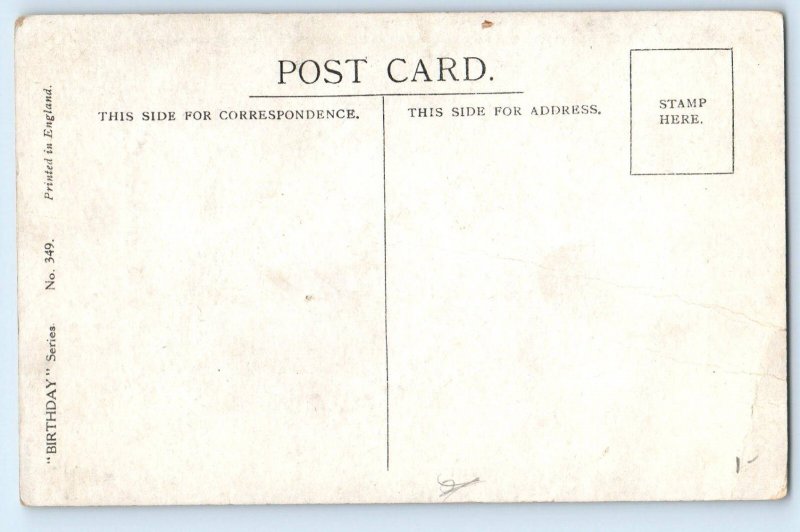 POST CARD.
THIS SIDE FOR CORRESPONDENCE.
THIS SIDE FOR ADDRESS.
STAMP
HERE.
"BIRTHDAY" Series. No. 349. Printed in England.
1-